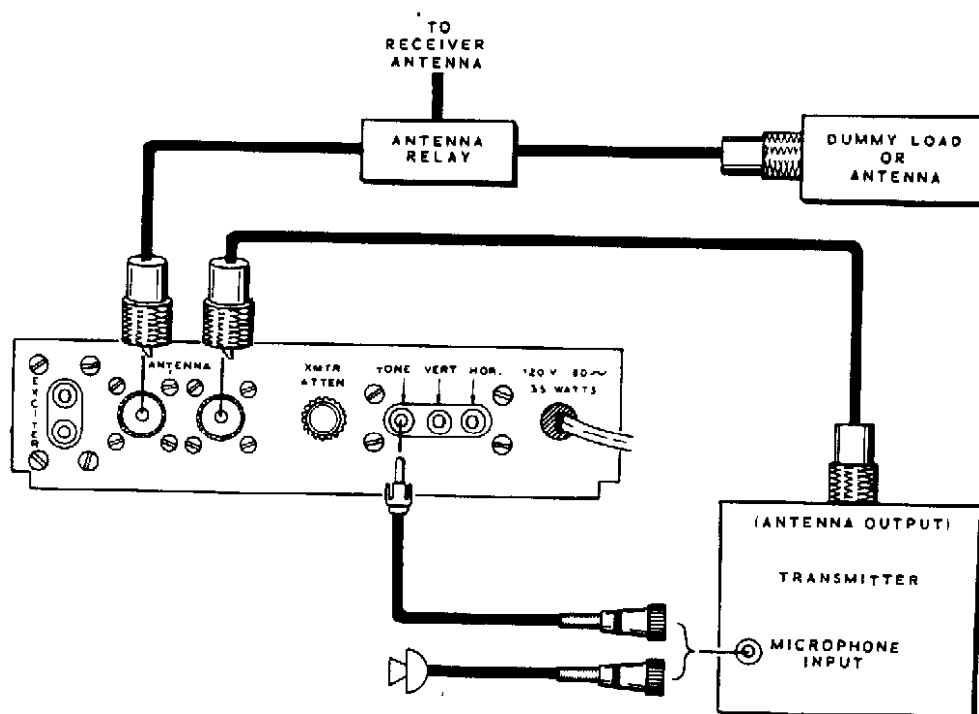 TO
RECEIVER
ANTENNA
ANTENNA
RELAY
DUMMY LOAD
OR
ANTENNA
EXCITER
ANTENNA
XMTR
ATTEN
TONE VERT HOR.
120 V 60~
35 WATTS
(ANTENNA OUTPUT)
TRANSMITTER
MICROPHONE
INPUT